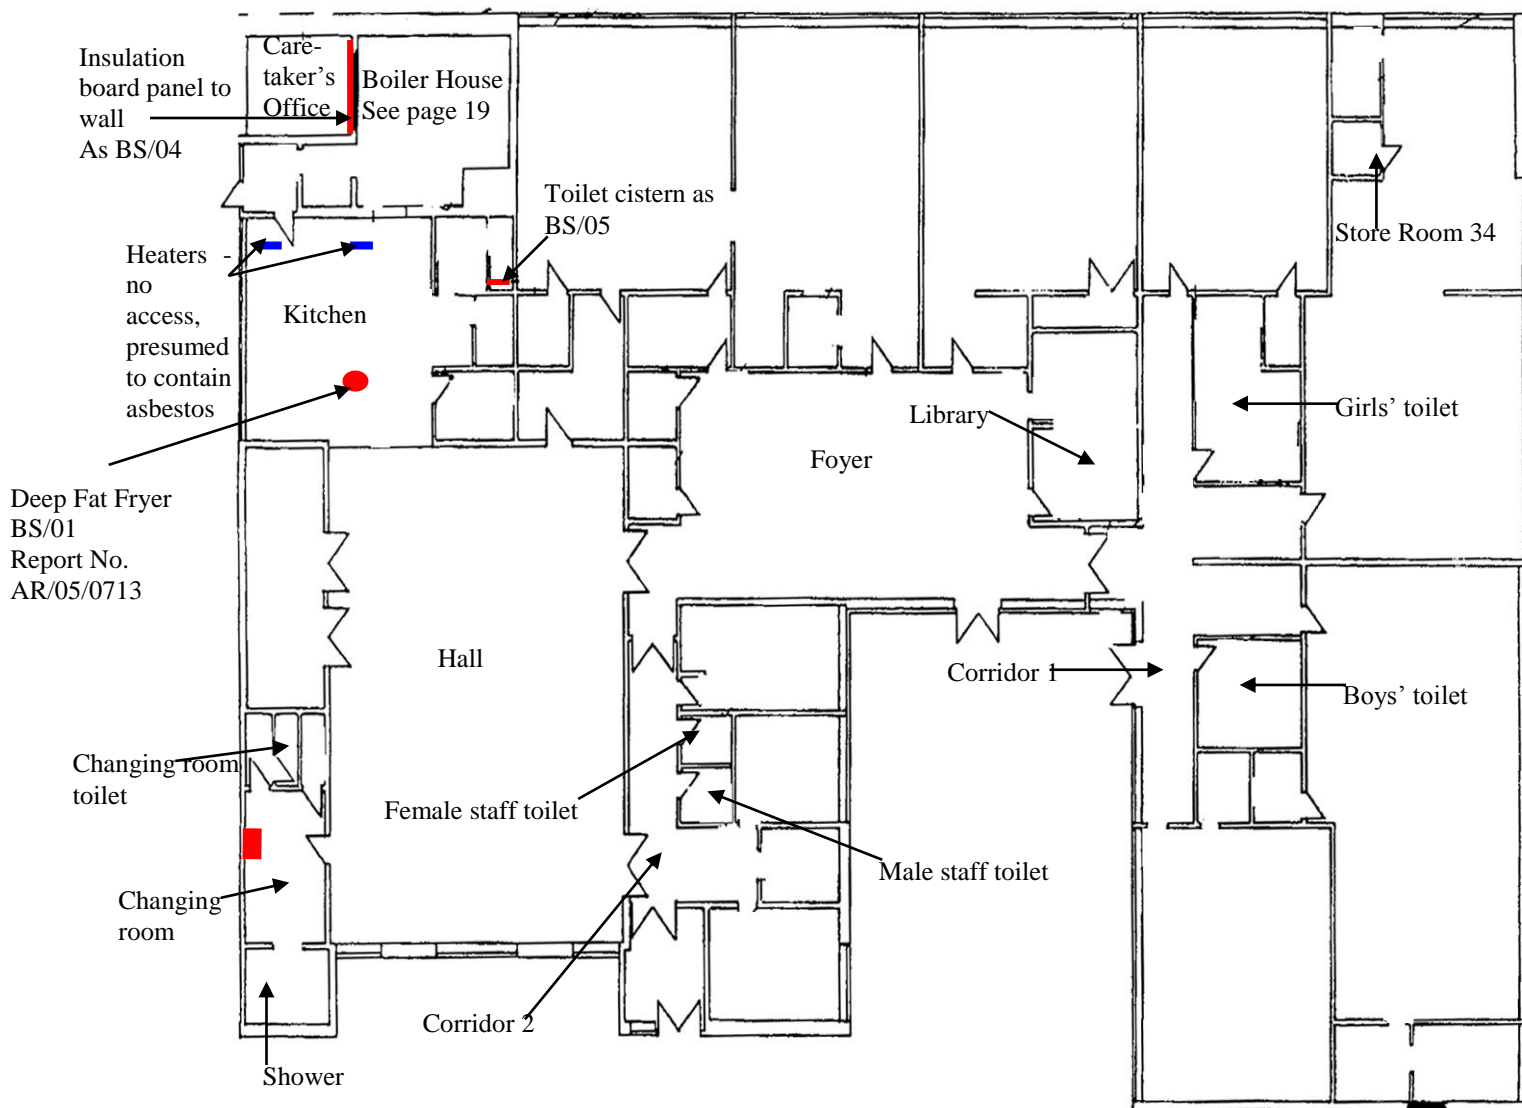 Insulation
board panel to
wall
As BS/04
Care-
taker's
Office
Boiler House
See page 19
Toilet cistern as
BS/05
Store Room 34
Heaters -
no
access,
presumed
to contain
asbestos
Kitchen
Library
Girls' toilet
Foyer
Deep Fat Fryer
BS/01
Report No.
AR/05/0713
Hall
Corridor 1
Boys' toilet
Changing room
toilet
Female staff toilet
Male staff toilet
Changing
room
Corridor 2
Shower